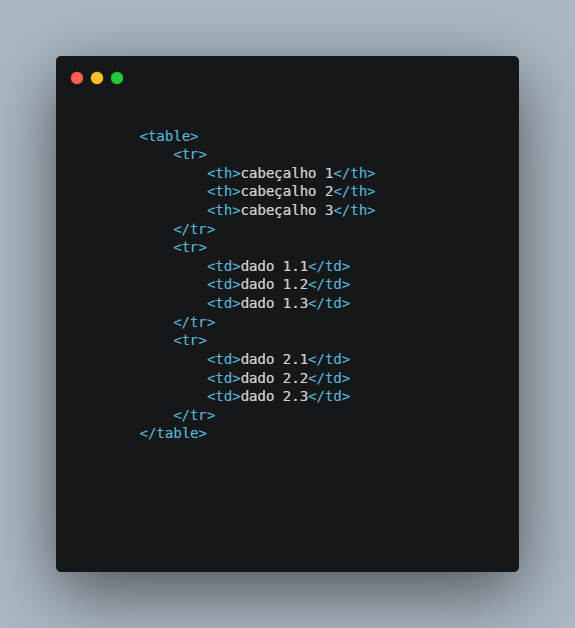 <table>
<tr>
<th>cabeçalho 1</th>
<th>cabeçalho 2</th>
<th>cabeçalho 3</th>
</tr>
<tr>
<td>dado 1.1</td>
<td>dado 1.2</td>
<td>dado 1.3</td>
</tr>
<tr>
<td>dado 2.1</td>
<td>dado 2.2</td>
<td>dado 2.3</td>
</tr>
</table>